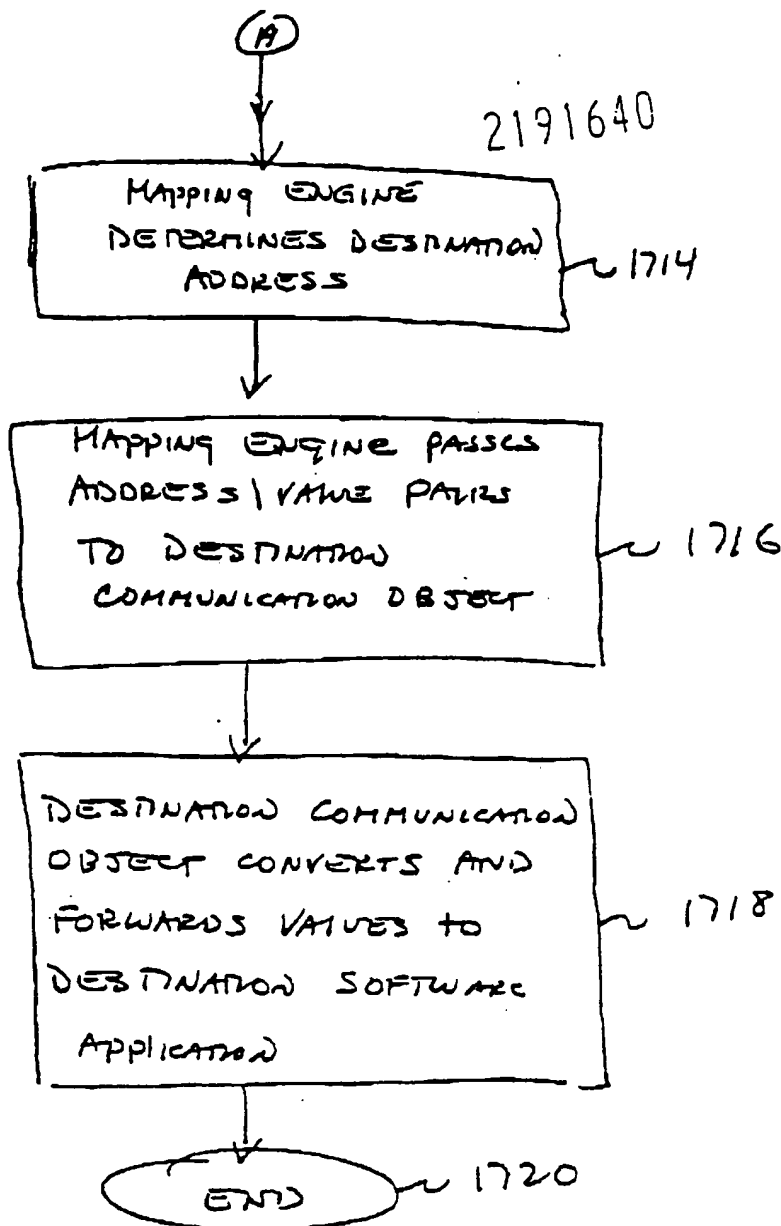 A
2191640
MAPPING ENGINE
DETERMINES DESTINATION
ADDRESS
1714
MAPPING ENGINE PASSES
ADDRESS\VALUE PAIRS
TO DESTINATION
COMMUNICATION OBJECT
1716
DESTINATION COMMUNICATION
OBJECT CONVERTS AND
FORWARDS VALUES to
DESTINATION SOFTWARE
APPlICATION
1718
END
1720